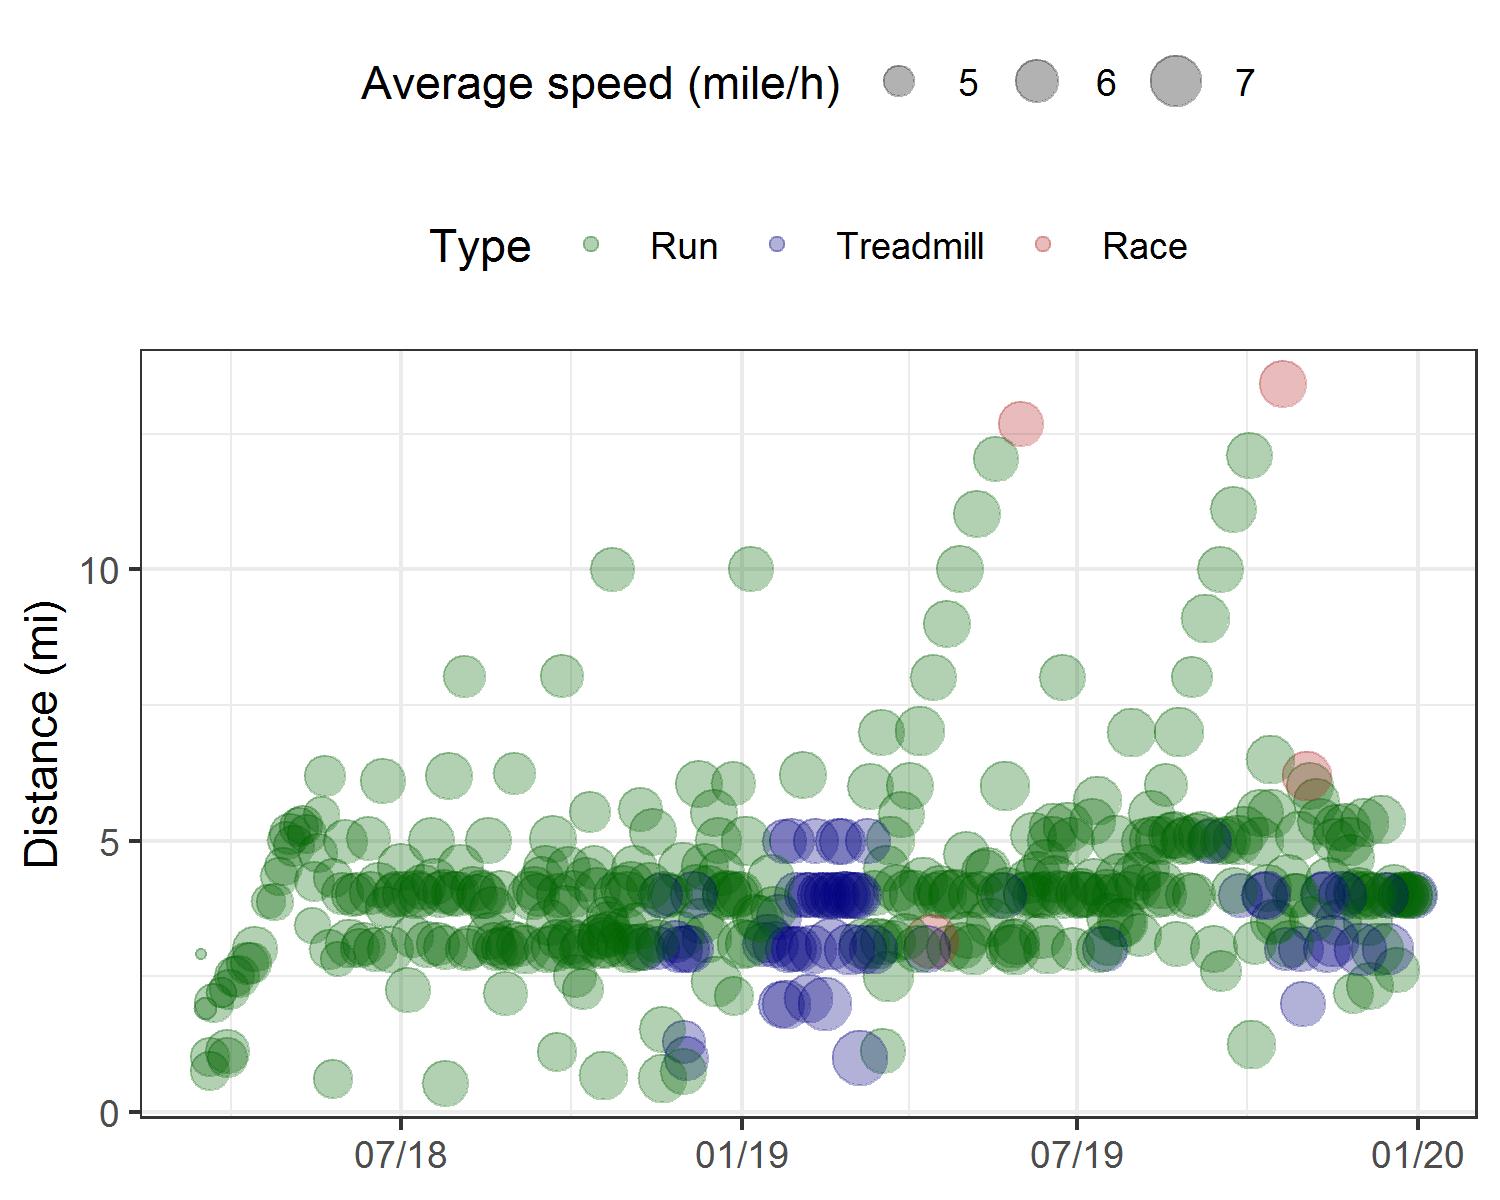 Average speed (mile/h) 5 6 7
Type Run Treadmill Race
Distance (mi)
10
5
0
07/18 01/19 07/19 01/20